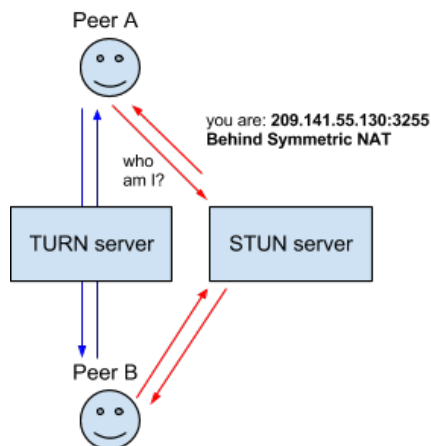 Peer A
you are: 209.141.55.130:3255
Behind Symmetric NAT
who
am I?
TURN server
STUN server
Peer B